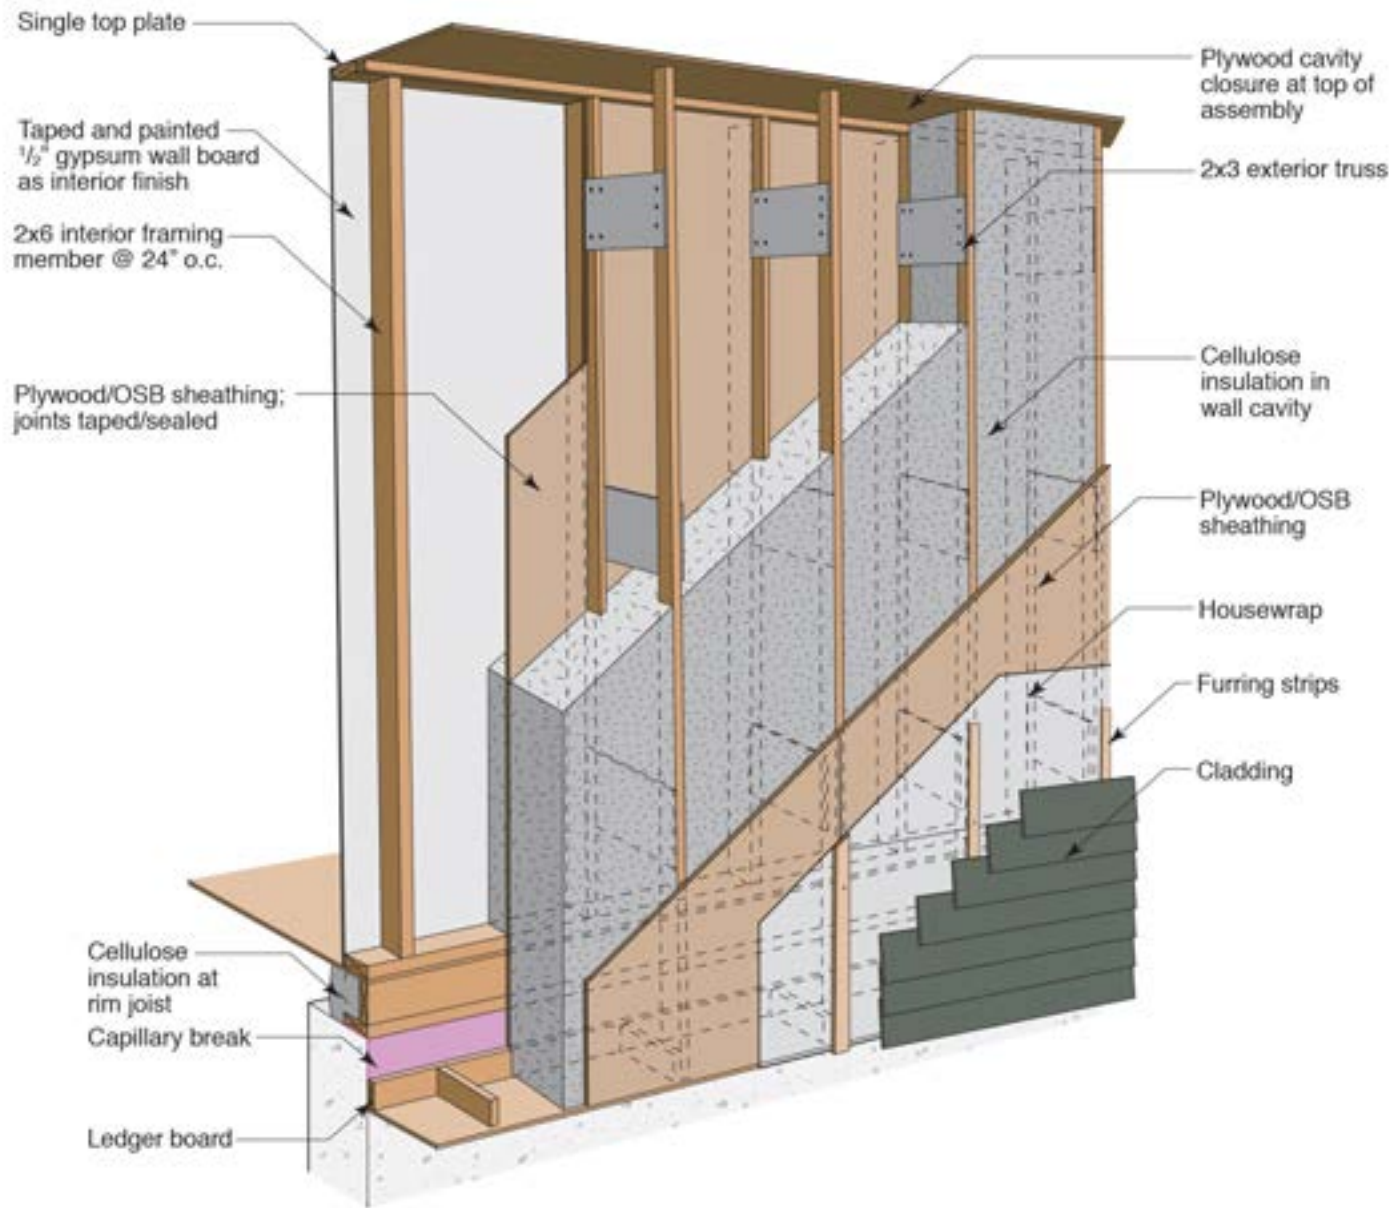 Single top plate
Taped and painted
1/2" gypsum wall board
as interior finish
2x6 interior framing
member @ 24" o.c.
Plywood/OSB sheathing;
joints taped/sealed
Cellulose
insulation at
rim joist
Capillary break
Ledger board
Plywood cavity
closure at top of
assembly
2x3 exterior truss
Cellulose
insulation in
wall cavity
Plywood/OSB
sheathing
Housewrap
Furring strips
Cladding